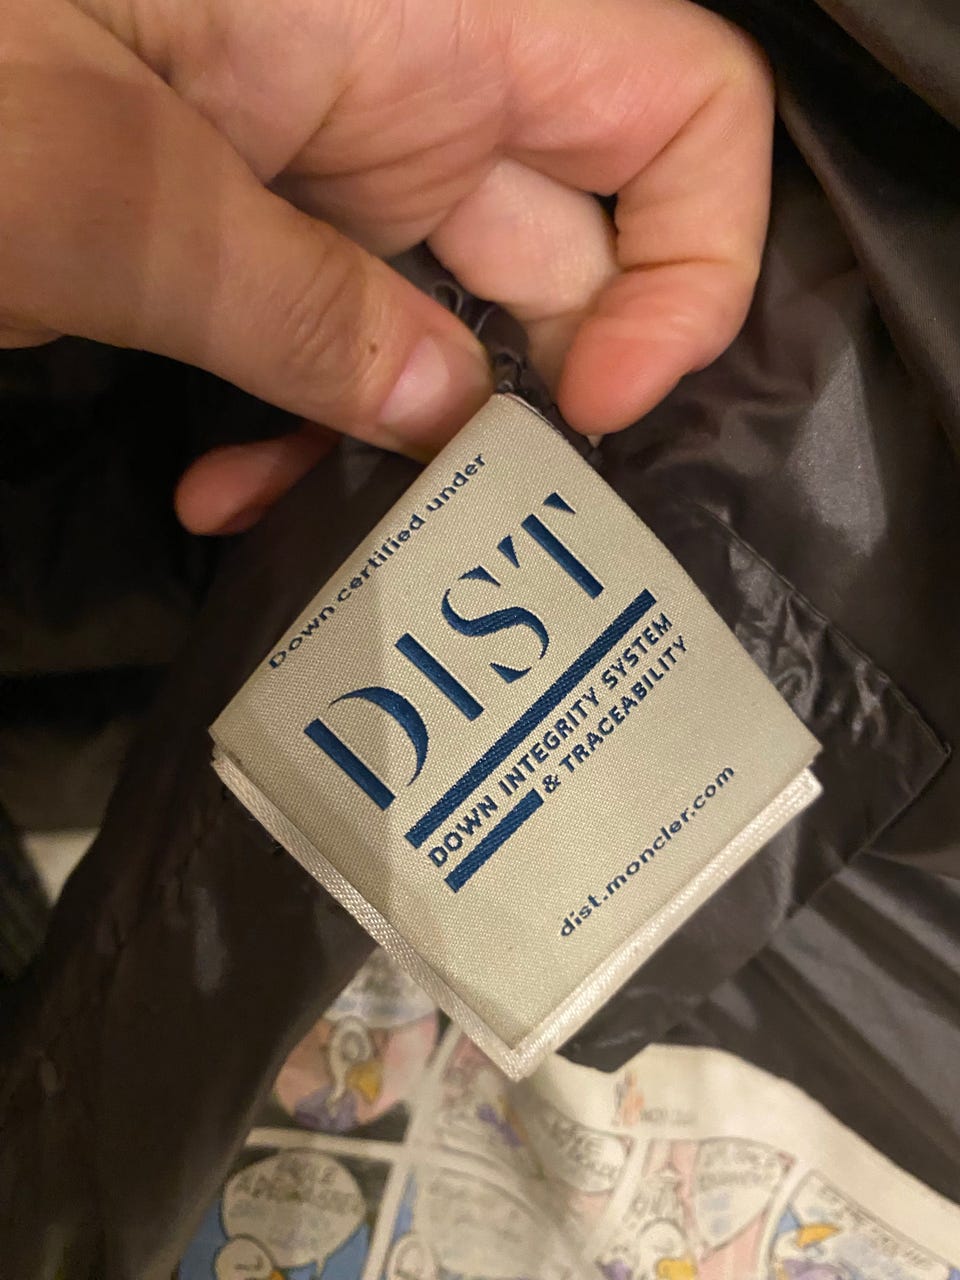 Down certified under
DIST
DOWN INTEGRITY SYSTEM
& TRACEABILITY
dist.moncler.com